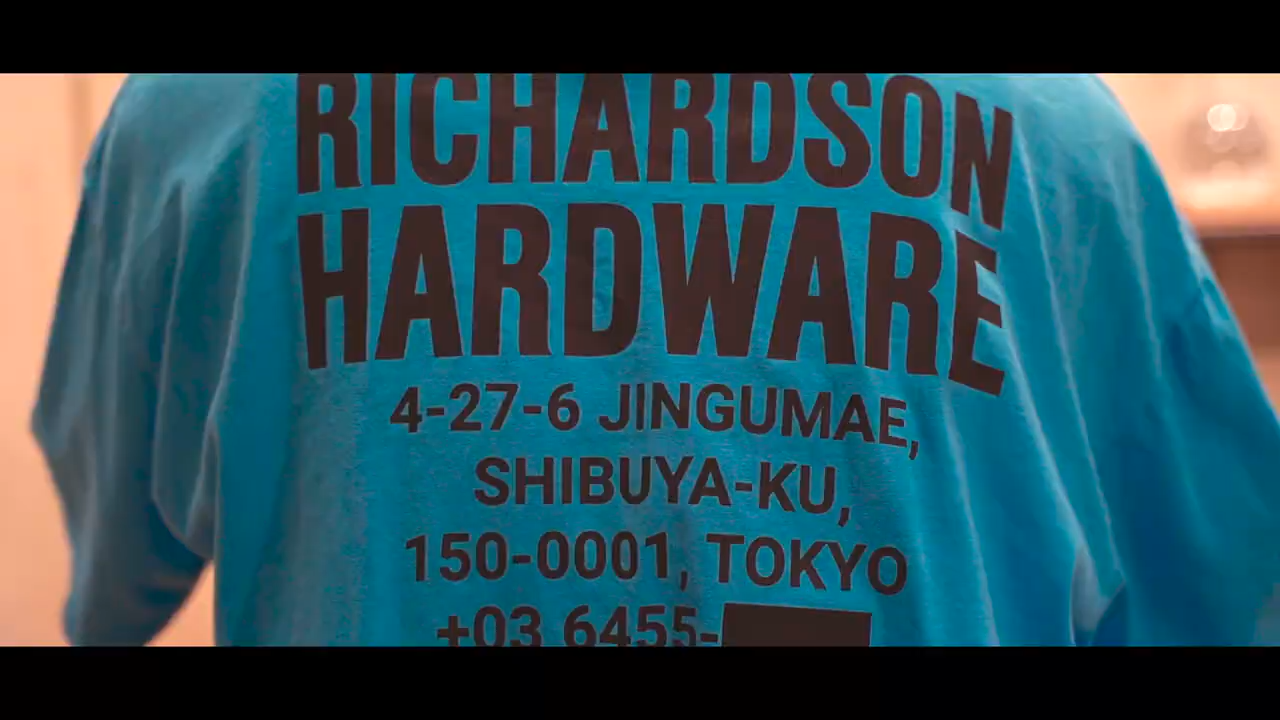 RICHARDSON
HARDWARE
4-27-6 JINGUMAE,
SHIBUYA-KU,
150-0001, TOKYO
+03 6455-